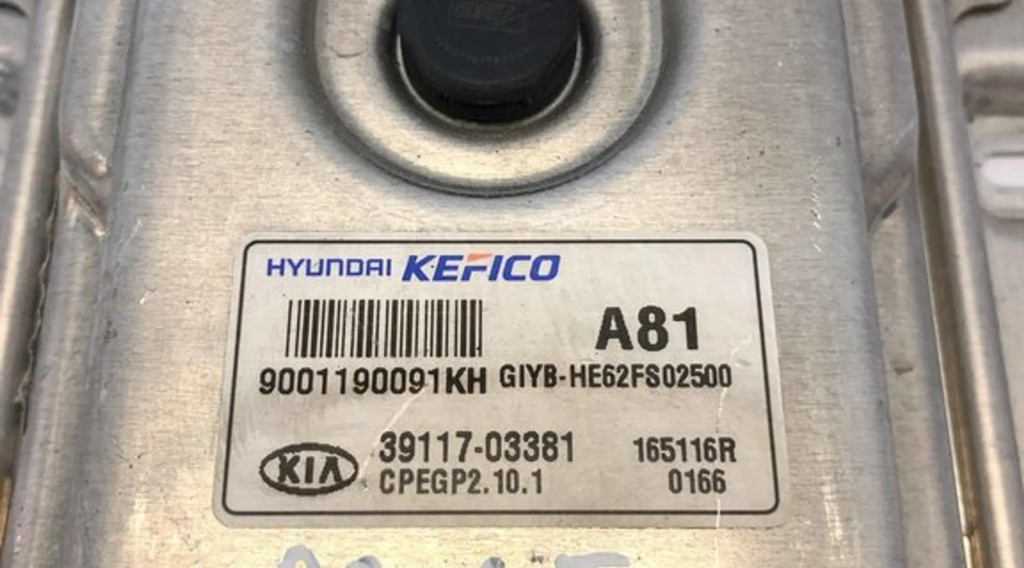 HYUNDAI KEFICO
A81
9001190091KH GIYB-HE62FS02500
KIA 39117-03381 165116R
CPEGP2.10.1 0166